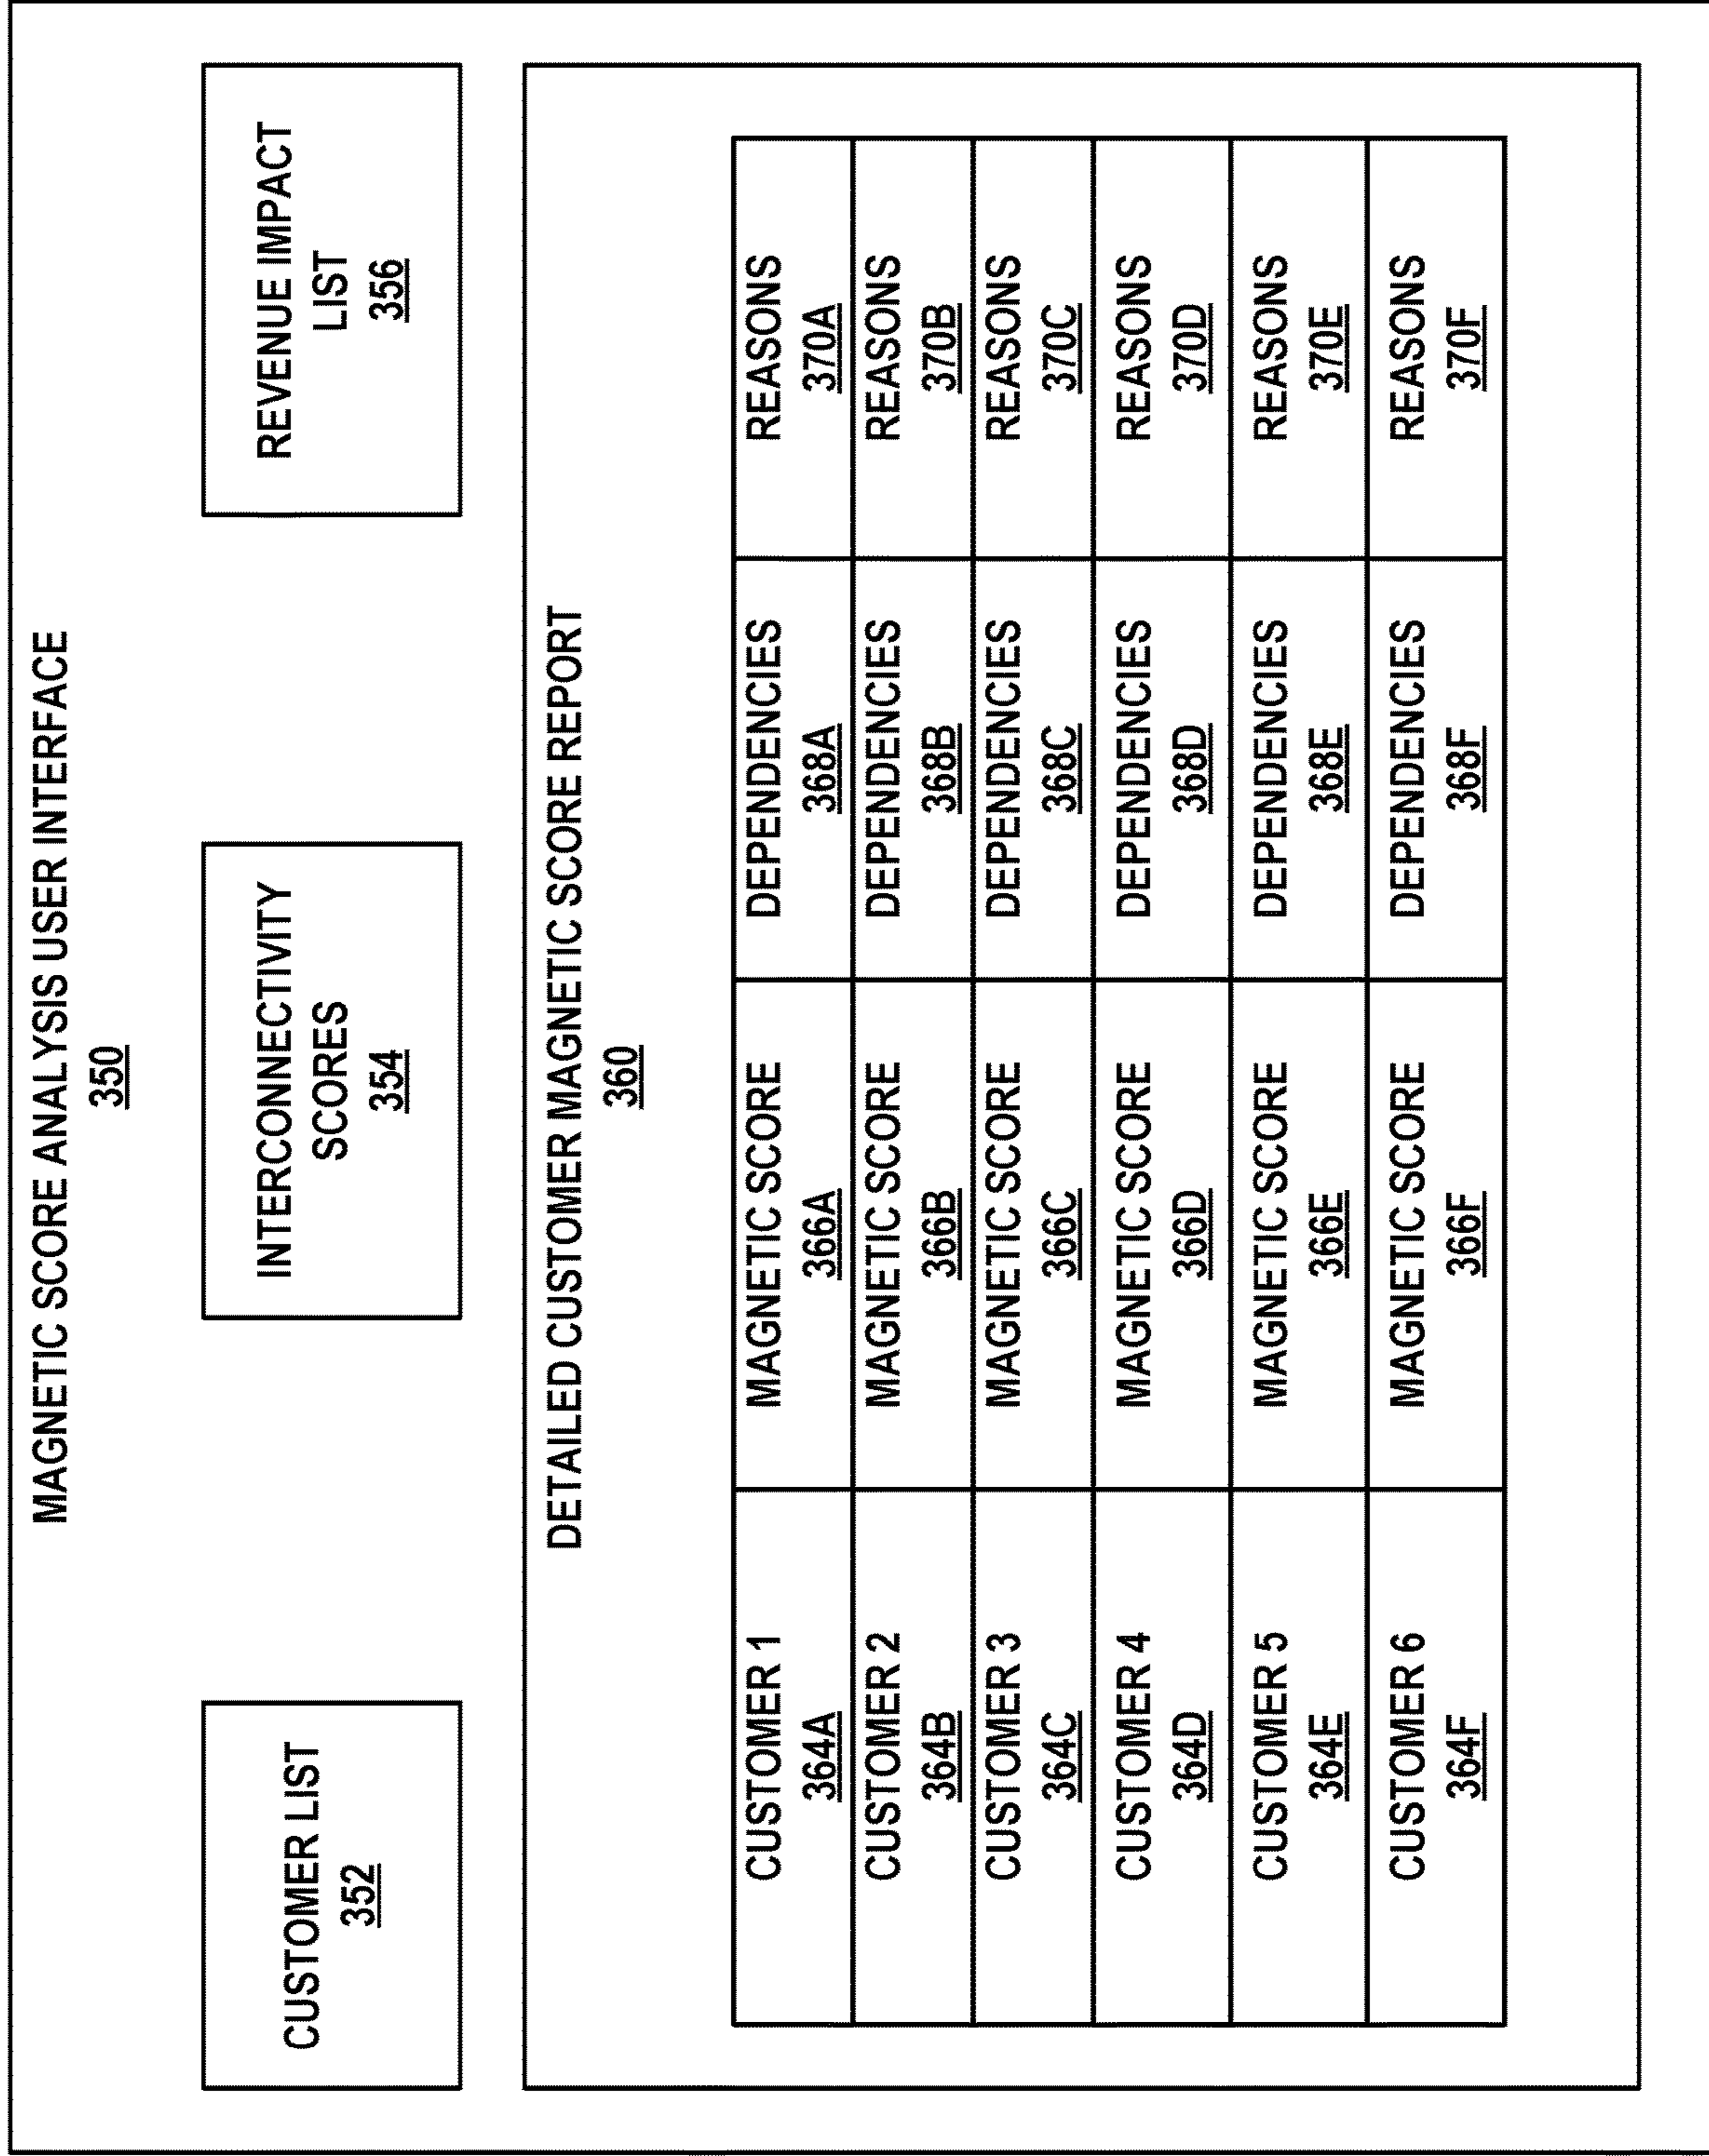 MAGNETIC SCORE ANALYSIS USER INTERFACE
350
CUSTOMER LIST
352
INTERCONNECTIVITY
SCORES
354
REVENUE IMPACT
LIST
356
DETAILED CUSTOMER MAGNETIC SCORE REPORT
360
CUSTOMER 1
364A
MAGNETIC SCORE
366A
DEPENDENCIES
368A
REASONS
370A
CUSTOMER 2
364B
MAGNETIC SCORE
366B
DEPENDENCIES
368B
REASONS
370B
CUSTOMER 3
364C
MAGNETIC SCORE
366C
DEPENDENCIES
368C
REASONS
370C
CUSTOMER 4
364D
MAGNETIC SCORE
366D
DEPENDENCIES
368D
REASONS
370D
CUSTOMER 5
364E
MAGNETIC SCORE
366E
DEPENDENCIES
368E
REASONS
370E
CUSTOMER 6
364F
MAGNETIC SCORE
366F
DEPENDENCIES
368F
REASONS
370F